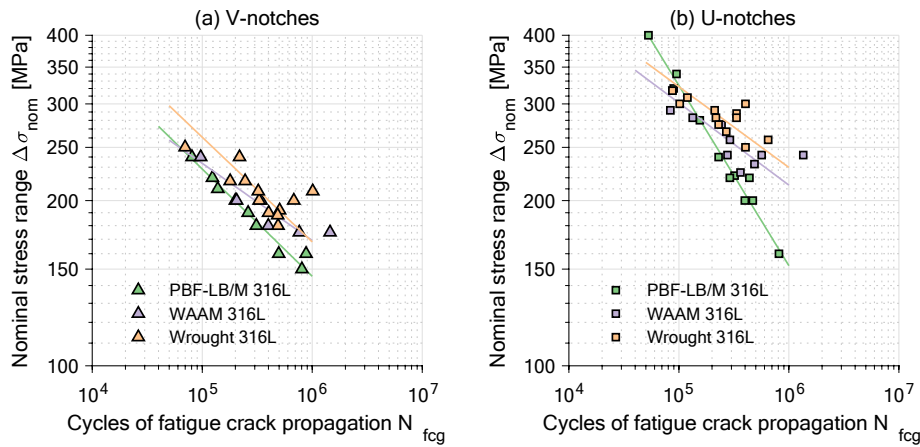 (a) V-notches
Nominal stress range Δσnom [MPa]
400
350
300
250
200
150
100
PBF-LB/M 316L
WAAM 316L
Wrought 316L
10^4
10^5
10^6
10^7
Cycles of fatigue crack propagation N fcg
(b) U-notches
Nominal stress range Δσnom [MPa]
400
350
300
250
200
150
100
PBF-LB/M 316L
WAAM 316L
Wrought 316L
10^4
10^5
10^6
10^7
Cycles of fatigue crack propagation N fcg